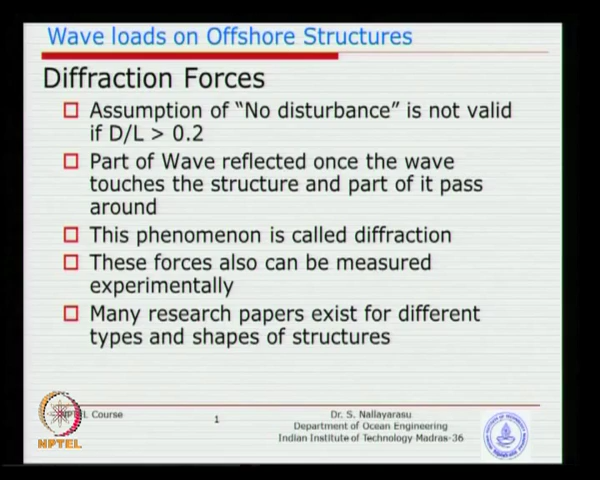 Wave loads on Offshore Structures
Diffraction Forces
Assumption of "No disturbance" is not valid
if D/L > 0.2
Part of Wave reflected once the wave
touches the structure and part of it pass
around
This phenomenon is called diffraction
These forces also can be measured
experimentally
Many research papers exist for different
types and shapes of structures
NPTEL Course
1
Dr. S. Nallayarasu
Department of Ocean Engineering
Indian Institute of Technology Madras-36
NPTEL